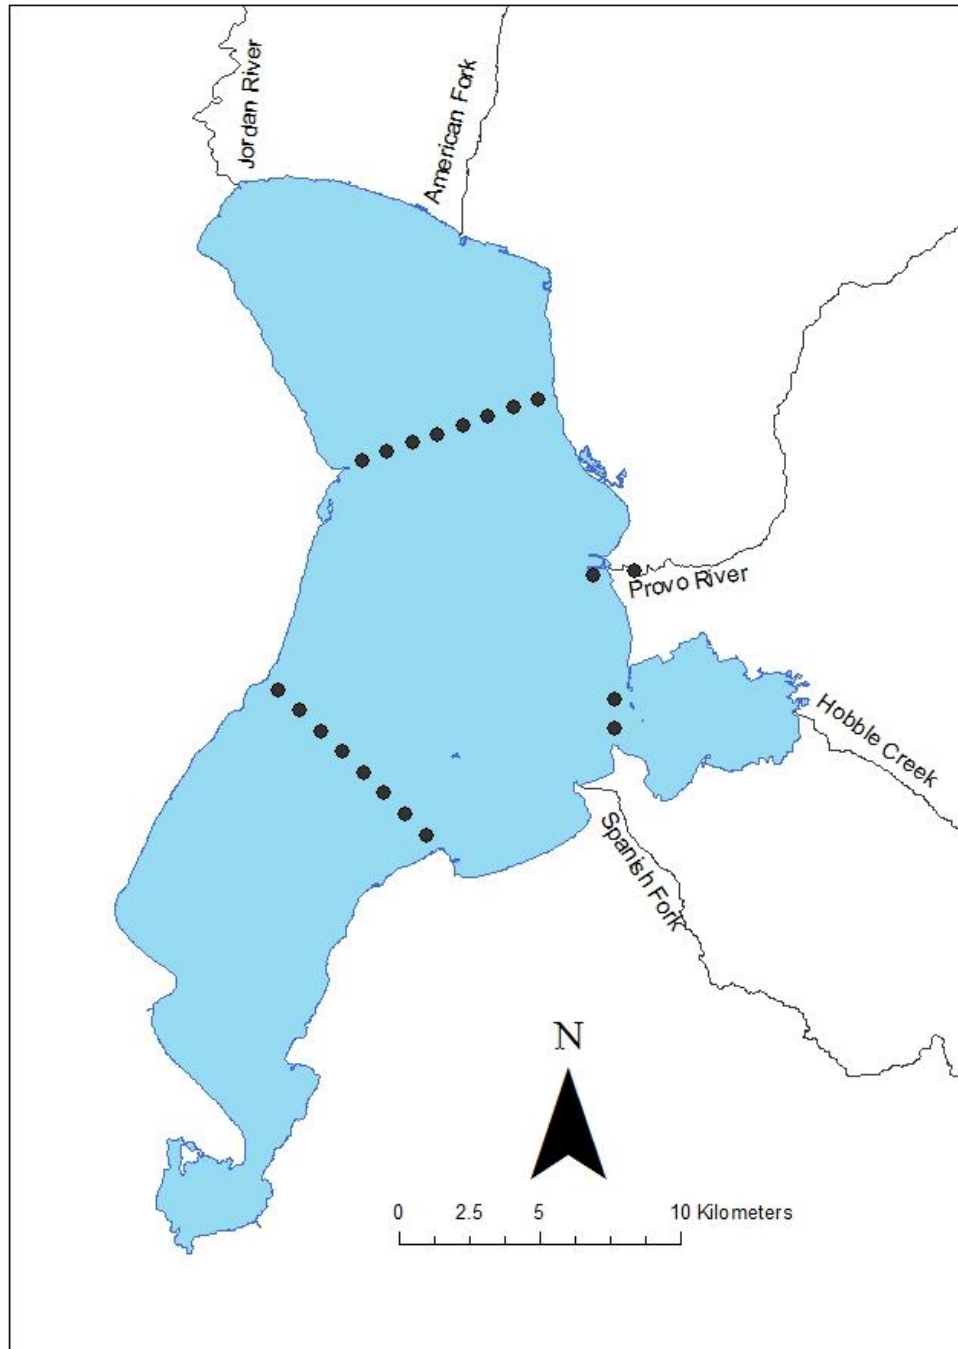 Jordan River
American Fork
Provo River
Hobble Creek
Spanish Fork
N
0 2.5 5 10 Kilometers